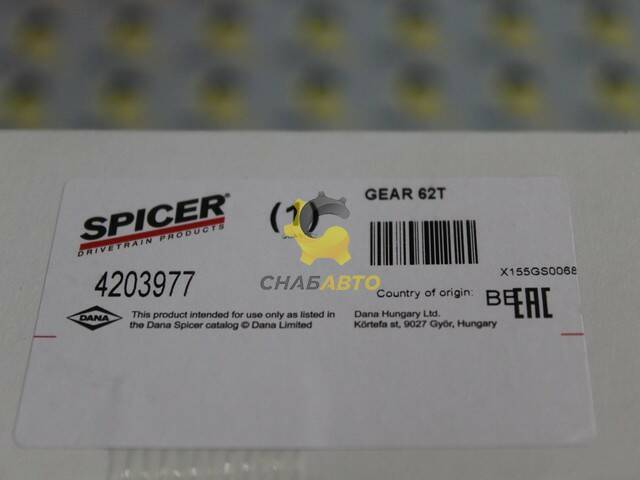 SPICER®
DRIVETRAIN PRODUCTS
(1)
GEAR 62T
4203977
СНАБАВТО
X155GS0068
Country of origin: BE
EAC
DANA
This product intended for use only as listed in
the Dana Spicer catalog © Dana Limited
Dana Hungary Ltd.
Körtefa st, 9027 Győr, Hungary